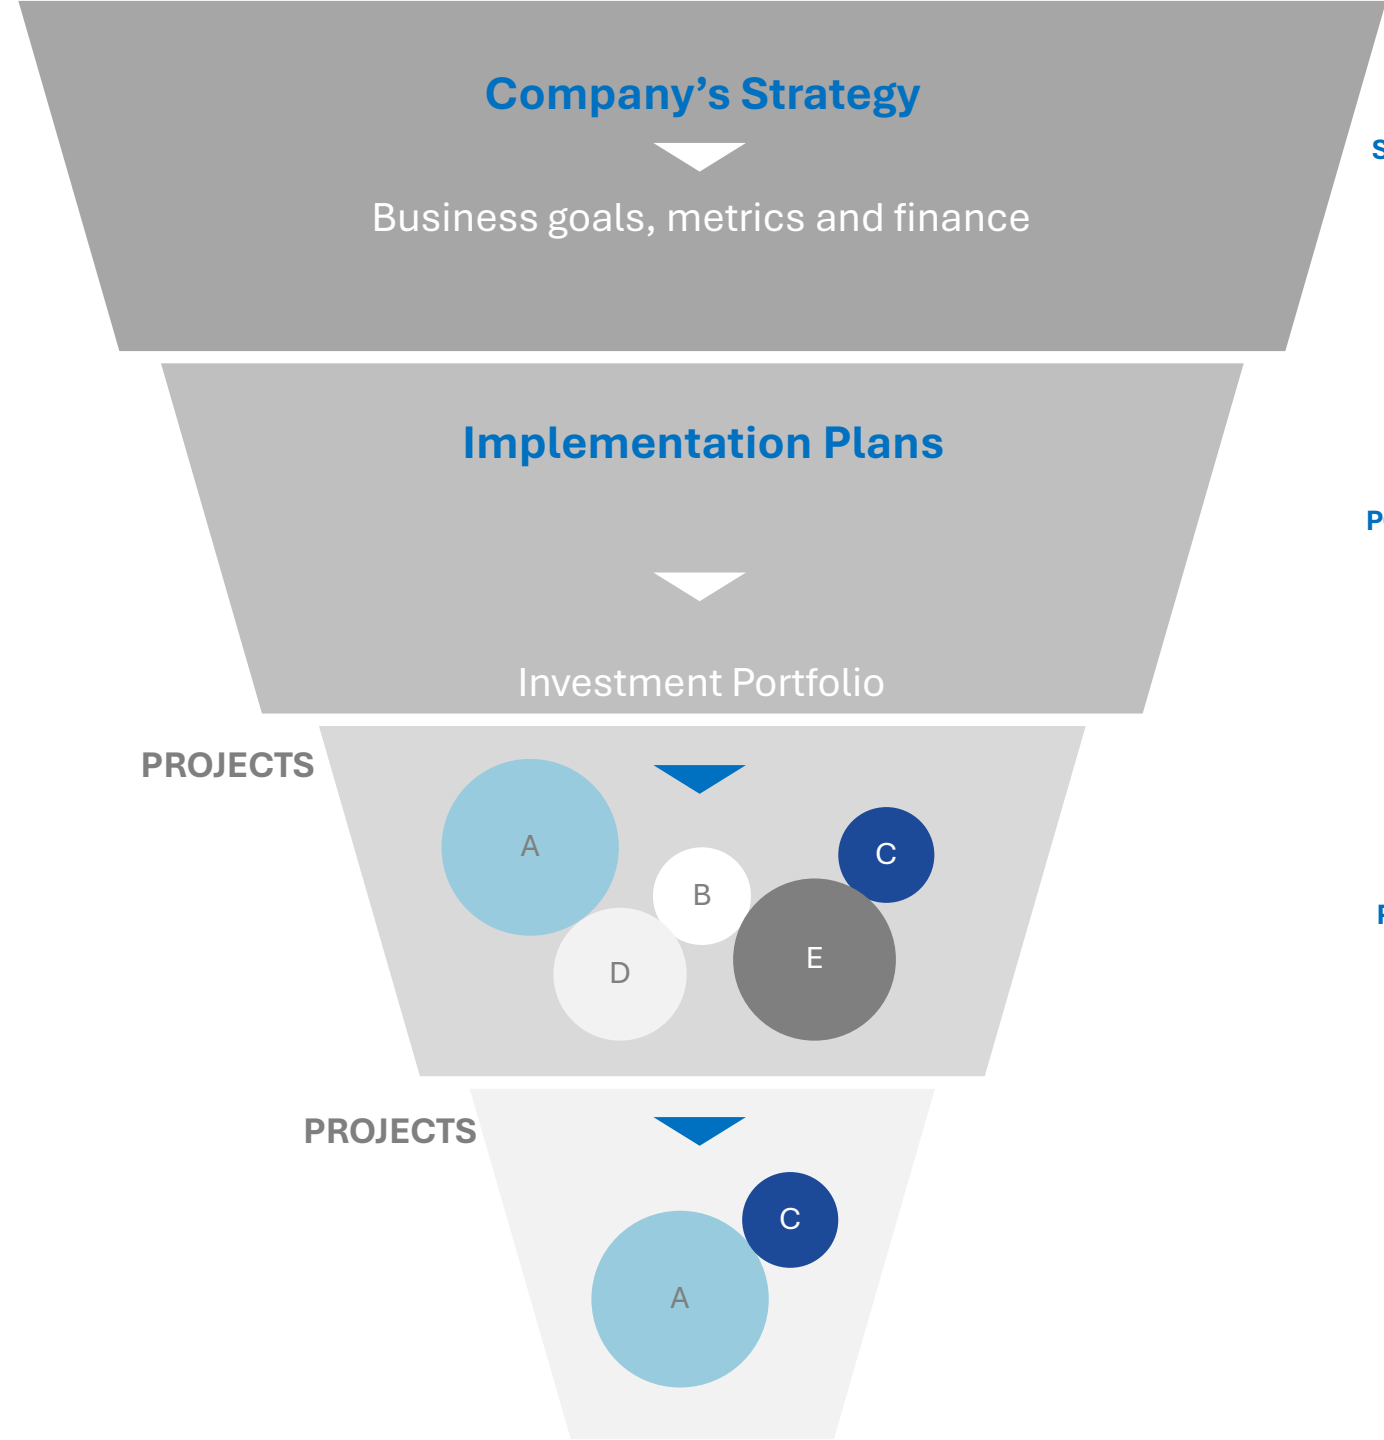 Company’s Strategy
S
Business goals, metrics and finance
Implementation Plans
P
Investment Portfolio
PROJECTS
A
C
B
E
D
PROJECTS
C
A